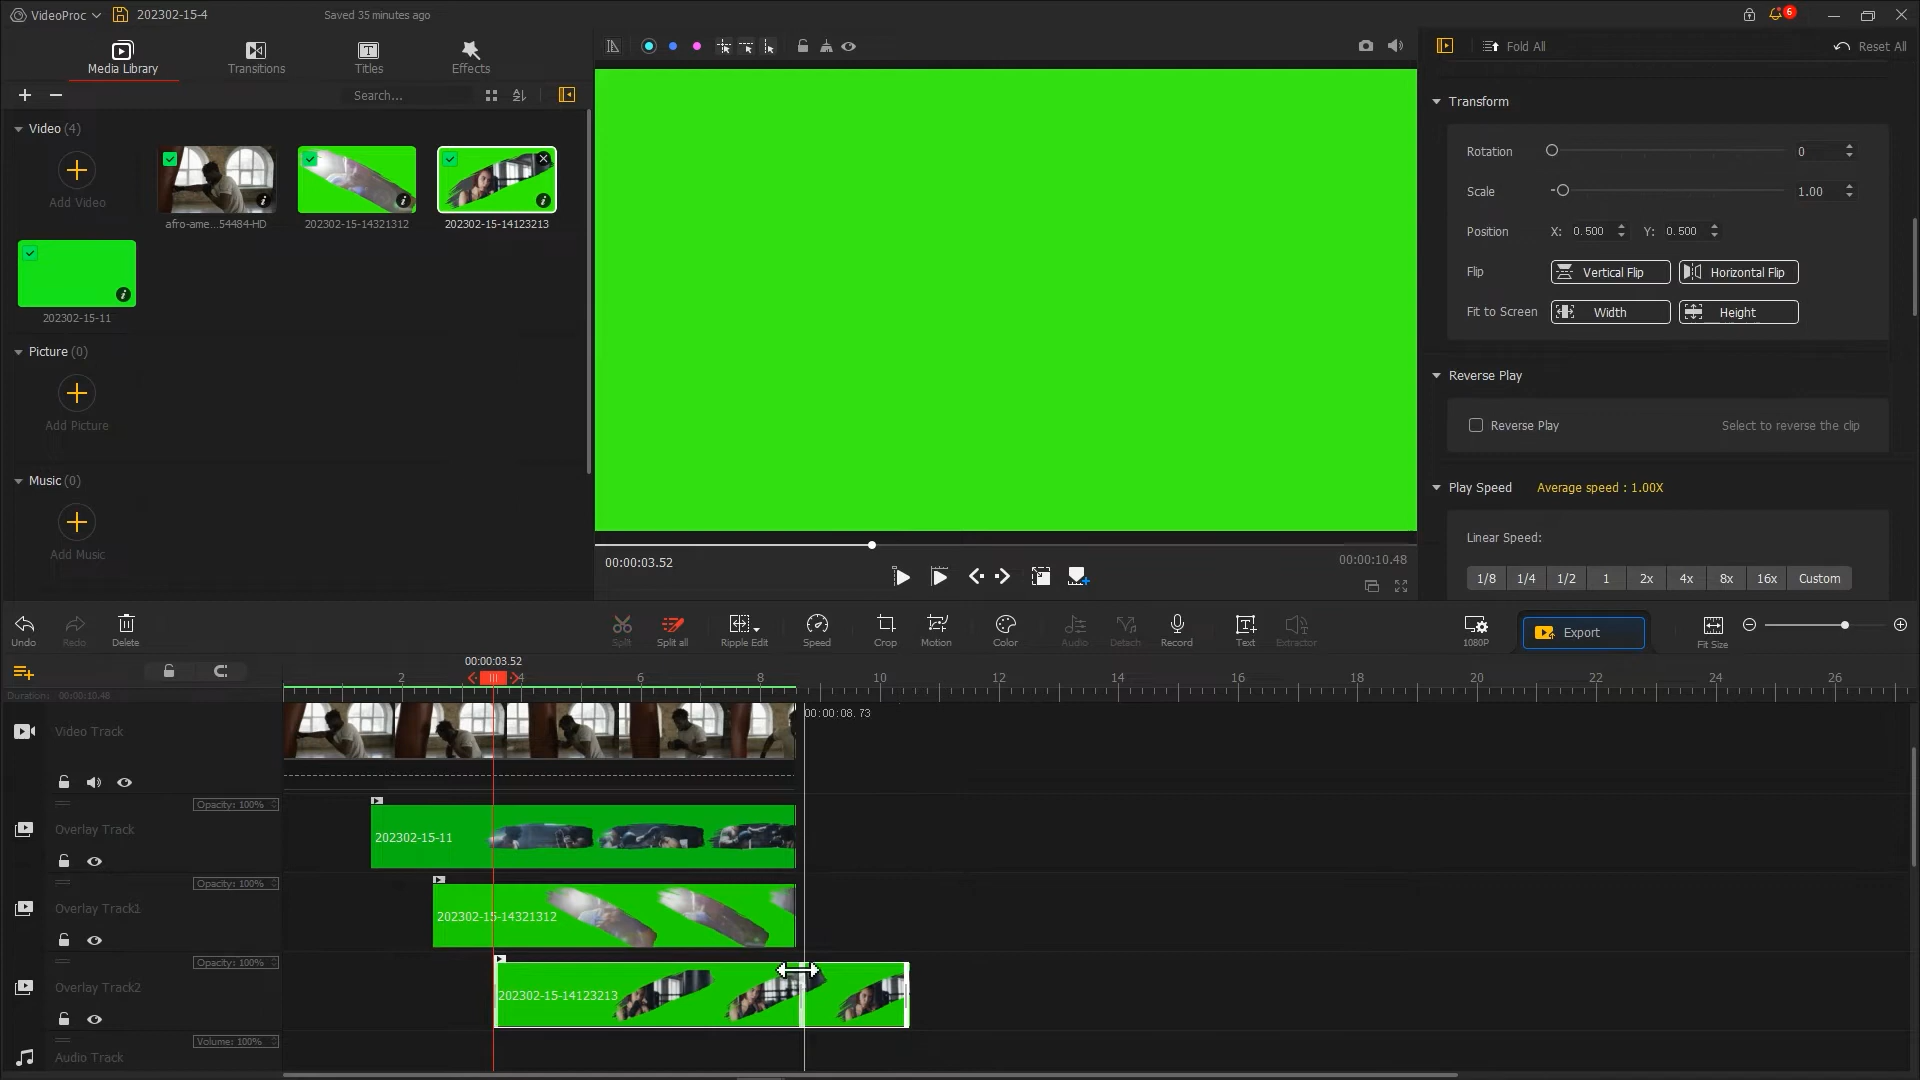 VideoProc
202302-15-4
Saved 35 minutes ago
6
Media Library
Transitions
Titles
Effects
Fold All
Reset All
Search...
Video (4)
Add Video
afro-ame...54484-HD
202302-15-14321312
202302-15-14123213
202302-15-11
Picture (0)
Add Picture
Music (0)
Add Music
Transform
Rotation
0
Scale
1.00
Position
X: 0.500
Y: 0.500
Flip
Vertical Flip
Horizontal Flip
Fit to Screen
Width
Height
Reverse Play
Reverse Play
Select to reverse the clip
Play Speed
Average speed : 1.00X
Linear Speed:
1/8 1/4 1/2 1 2x 4x 8x 16x Custom
00:00:03.52
00:00:10.48
Undo
Redo
Delete
Split
Split all
Ripple Edit
Speed
Crop
Motion
Color
Audio
Detach
Record
Text
Extractor
1080P
Export
Fit Size
00:00:03.52
2 4 6 8 10 12 14 16 18 20 22 24 26
Duration: 00:00:10.48
00:00:08.73
Video Track
Opacity: 100%
Overlay Track
202302-15-11
Opacity: 100%
Overlay Track1
202302-15-14321312
Opacity: 100%
Overlay Track2
202302-15-14123213
Volume: 100%
Audio Track